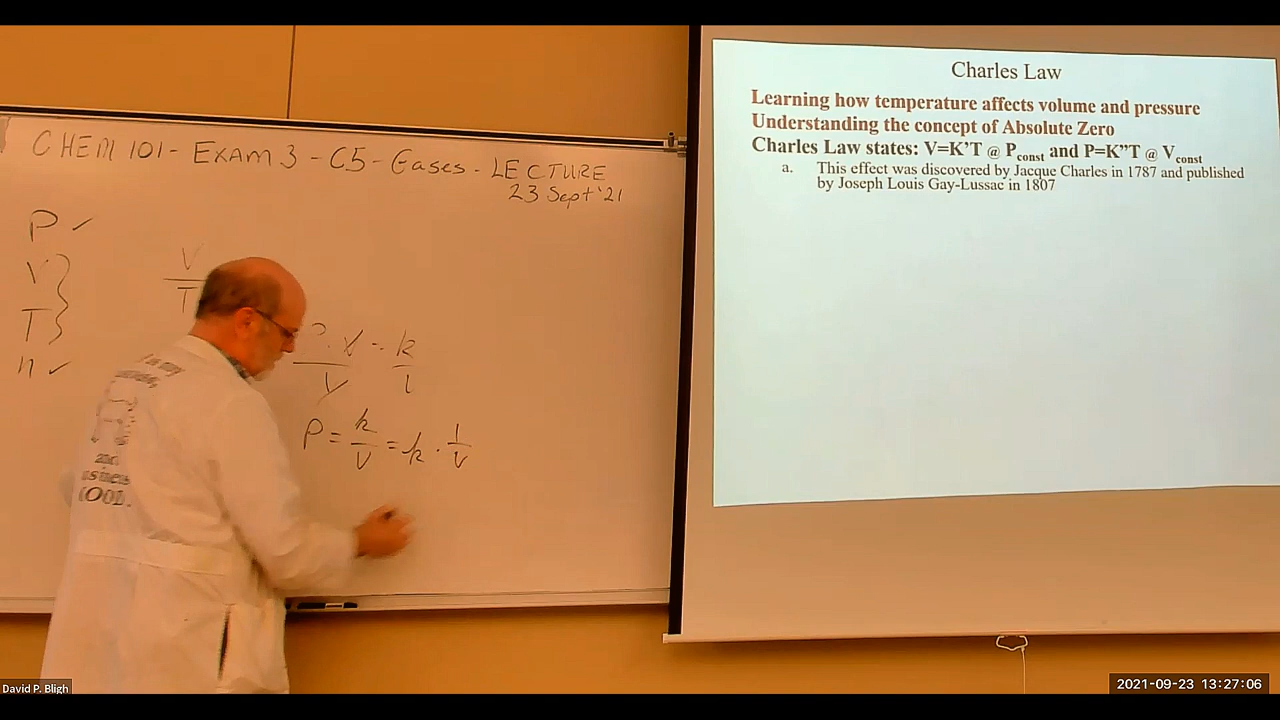 CHEM 101 - EXAM 3 - C5 - Gases - LECTURE
23 Sept '21
P ✓
V
T
n ✓
V
T
P · V = k
V 1
P = k/V = k · 1/V
and
Charles Law
Learning how temperature affects volume and pressure
Understanding the concept of Absolute Zero
Charles Law states: V=K'T @ Pconst and P=K”T @ Vconst
a. This effect was discovered by Jacque Charles in 1787 and published
by Joseph Louis Gay-Lussac in 1807
David P. Bligh
2021-09-23 13:27:06